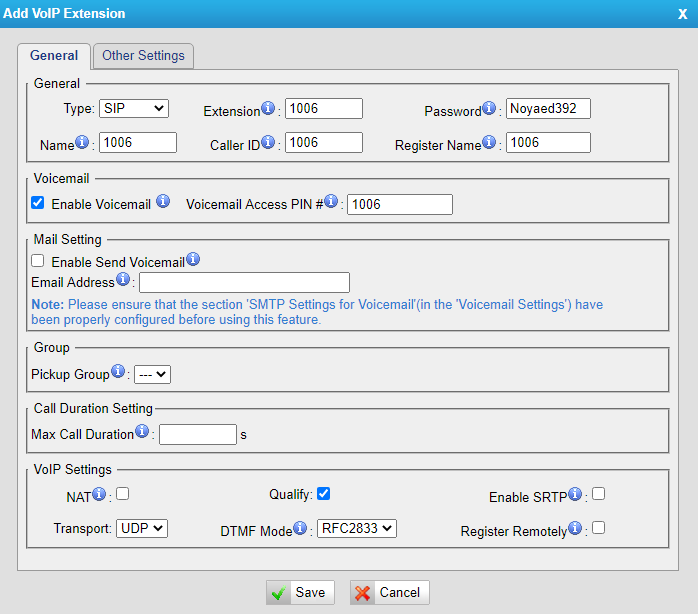 Add VoIP Extension X
General Other Settings
General
Type: SIP Extension : 1006 Password : Noyaed392
Name : 1006 Caller ID : 1006 Register Name : 1006
Voicemail
Enable Voicemail Voicemail Access PIN # : 1006
Mail Setting
Enable Send Voicemail
Email Address :
Note: Please ensure that the section 'SMTP Settings for Voicemail'(in the 'Voicemail Settings') have
been properly configured before using this feature.
Group
Pickup Group : ---
Call Duration Setting
Max Call Duration : s
VoIP Settings
NAT : Qualify: Enable SRTP :
Transport: UDP DTMF Mode : RFC2833 Register Remotely :
Save Cancel